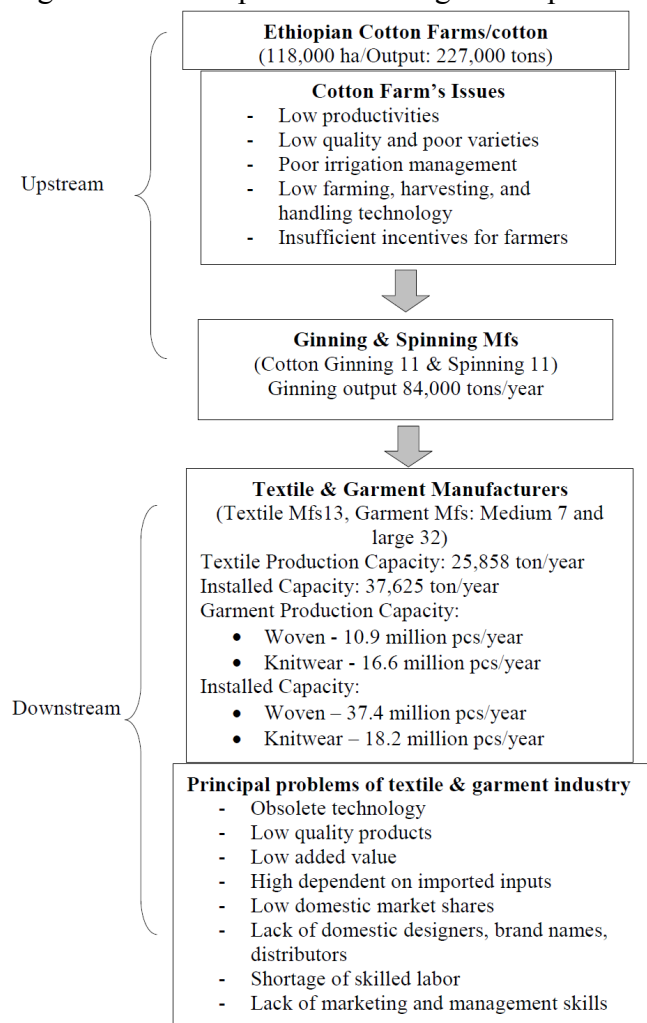 Ethiopian Cotton Farms/cotton
(118,000 ha/Output: 227,000 tons)
Cotton Farm's Issues
- Low productivities
- Low quality and poor varieties
- Poor irrigation management
- Low farming, harvesting, and
handling technology
- Insufficient incentives for farmers
Upstream
Ginning & Spinning Mfs
(Cotton Ginning 11 & Spinning 11)
Ginning output 84,000 tons/year
Textile & Garment Manufacturers
(Textile Mfs13, Garment Mfs: Medium 7 and
large 32)
Textile Production Capacity: 25,858 ton/year
Installed Capacity: 37,625 ton/year
Garment Production Capacity:
• Woven - 10.9 million pcs/year
• Knitwear - 16.6 million pcs/year
Installed Capacity:
• Woven – 37.4 million pcs/year
• Knitwear – 18.2 million pcs/year
Downstream
Principal problems of textile & garment industry
- Obsolete technology
- Low quality products
- Low added value
- High dependent on imported inputs
- Low domestic market shares
- Lack of domestic designers, brand names,
distributors
- Shortage of skilled labor
- Lack of marketing and management skills